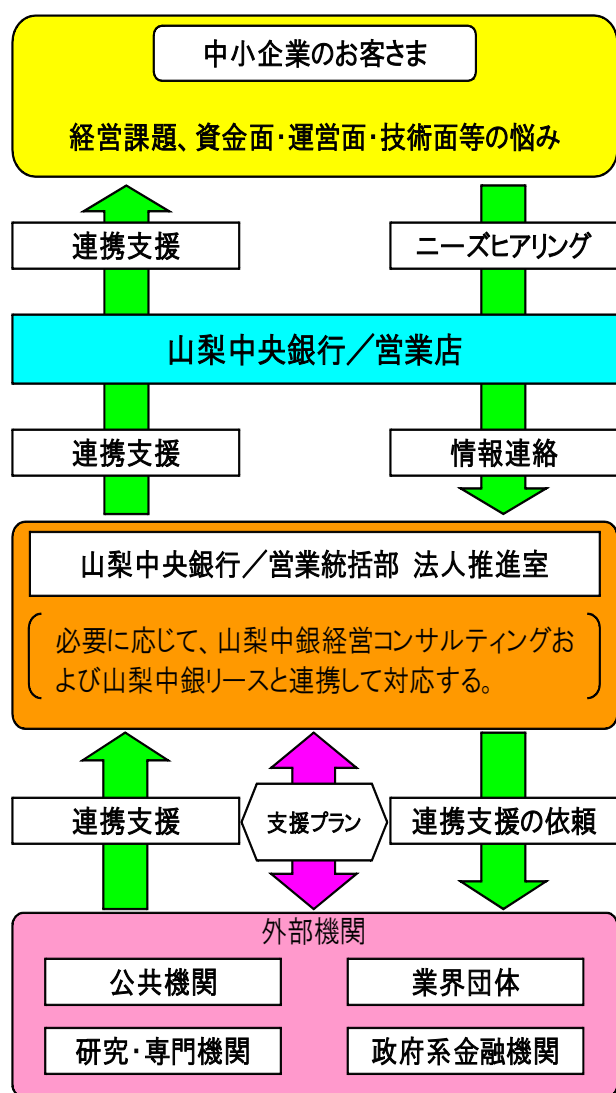 中小企業のお客さま
経営課題、資金面・運営面・技術面等の悩み
連携支援
ニーズヒアリング
山梨中央銀行／営業店
連携支援
情報連絡
山梨中央銀行／営業統括部 法人推進室
必要に応じて、山梨中銀経営コンサルティングお
よび山梨中銀リースと連携して対応する。
連携支援
支援プラン
連携支援の依頼
外部機関
公共機関
業界団体
研究・専門機関
政府系金融機関